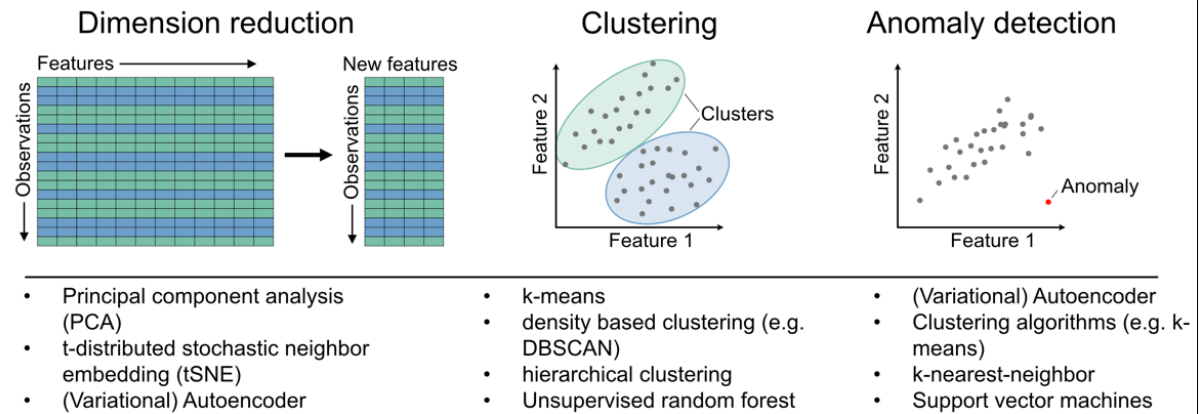 Dimension reduction
Features
Observations
New features
Observations
Clustering
Feature 2
Clusters
Feature 1
Anomaly detection
Feature 2
Anomaly
Feature 1
• Principal component analysis
(PCA)
• t-distributed stochastic neighbor
embedding (tSNE)
• (Variational) Autoencoder
• k-means
• density based clustering (e.g.
DBSCAN)
• hierarchical clustering
• Unsupervised random forest
• (Variational) Autoencoder
• Clustering algorithms (e.g. k-
means)
• k-nearest-neighbor
• Support vector machines